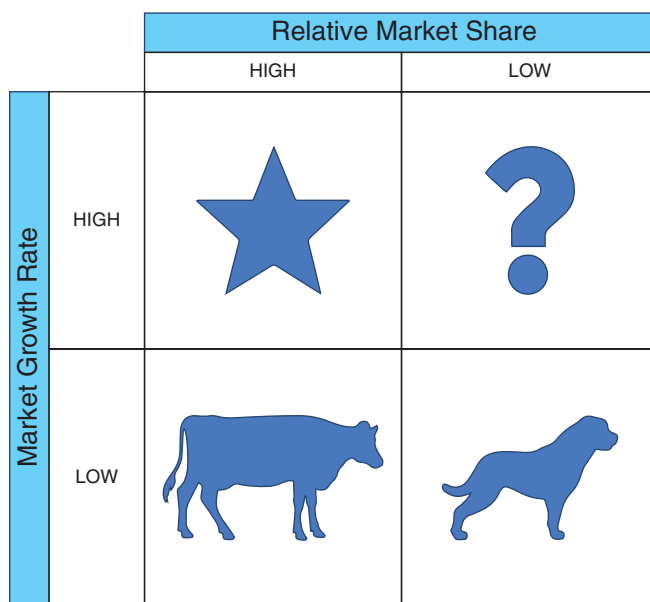 Relative Market Share
HIGH
LOW
Market Growth Rate
HIGH
?
LOW